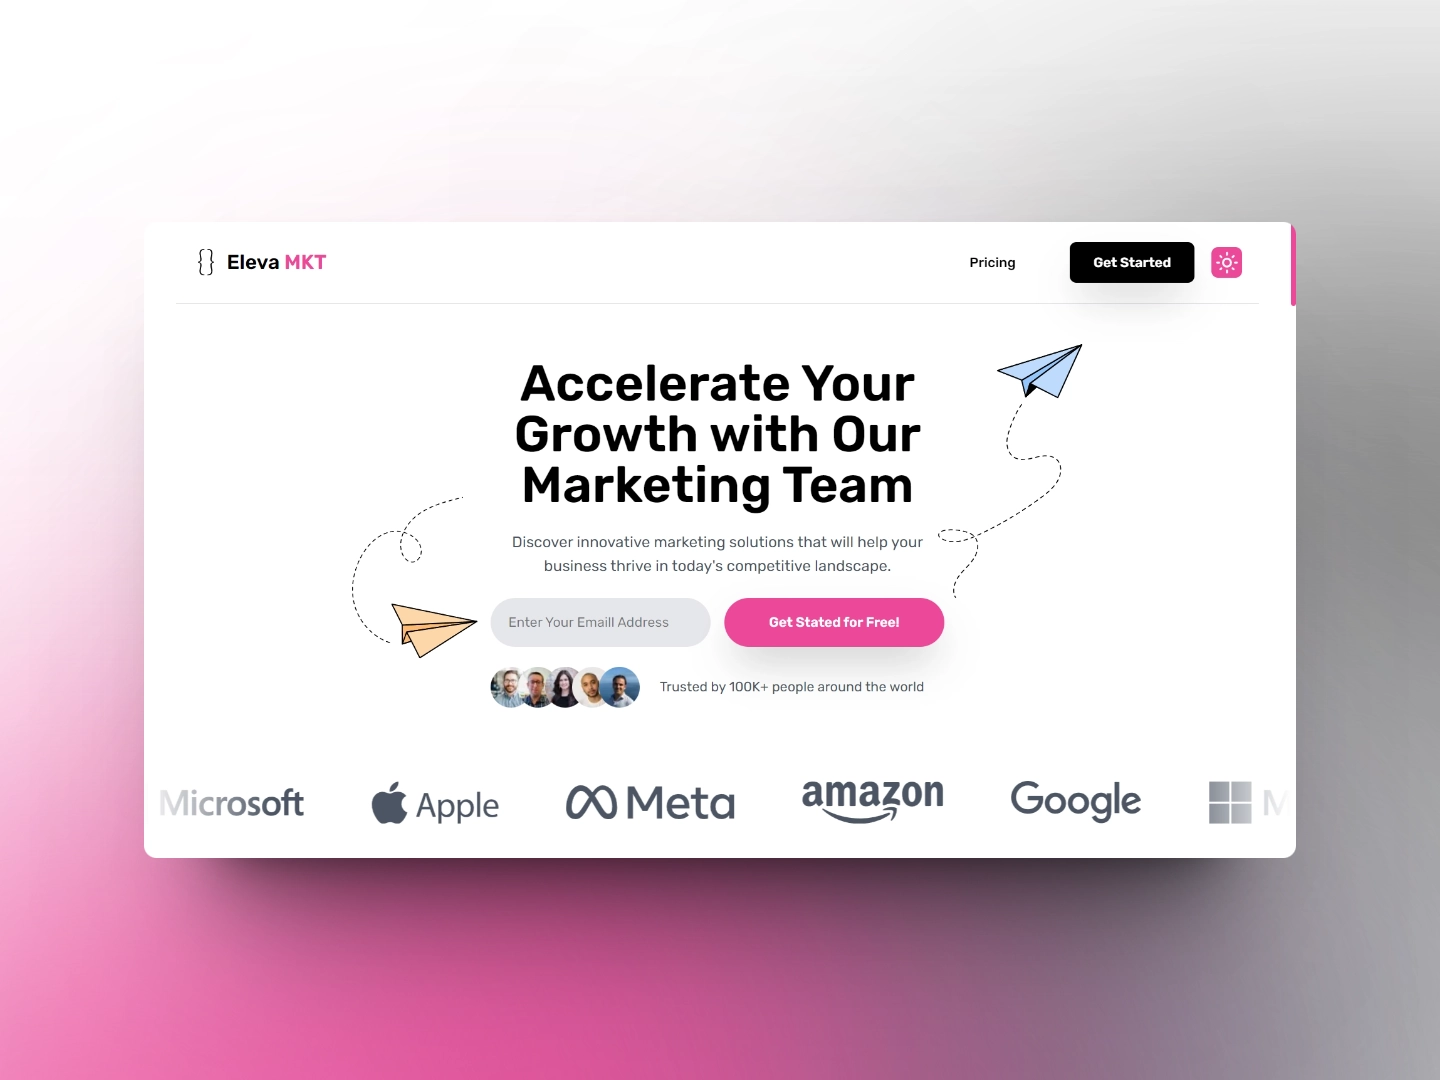 Eleva MKT
Pricing
Get Started
Accelerate Your
Growth with Our
Marketing Team
Discover innovative marketing solutions that will help your
business thrive in today's competitive landscape.
Enter Your Emaill Address
Get Stated for Free!
Trusted by 100K+ people around the world
Microsoft
Apple
Meta
amazon
Google
M